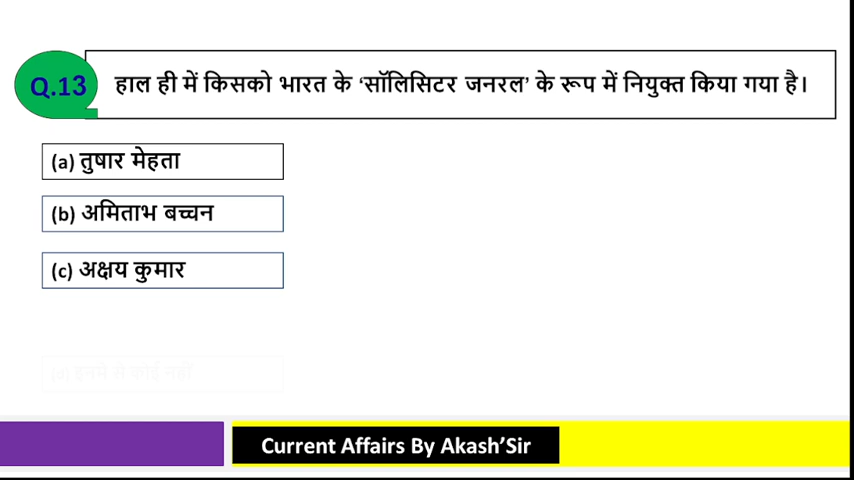 Q.13
हाल ही में किसको भारत के ‘सॉलिसिटर जनरल’ के रूप में नियुक्त किया गया है।
(a) तुषार मेहता
(b) अमिताभ बच्चन
(c) अक्षय कुमार
(d) इनमें से कोई नहीं
Current Affairs By Akash’Sir